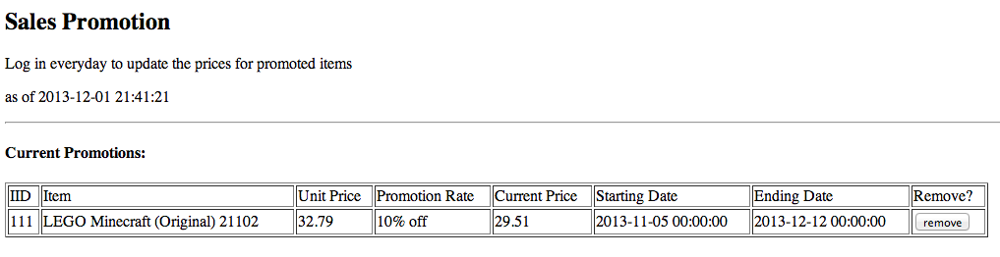 Sales Promotion
Log in everyday to update the prices for promoted items
as of 2013-12-01 21:41:21
Current Promotions:
IID Item Unit Price Promotion Rate Current Price Starting Date Ending Date Remove?
111 LEGO Minecraft (Original) 21102 32.79 10% off 29.51 2013-11-05 00:00:00 2013-12-12 00:00:00 remove